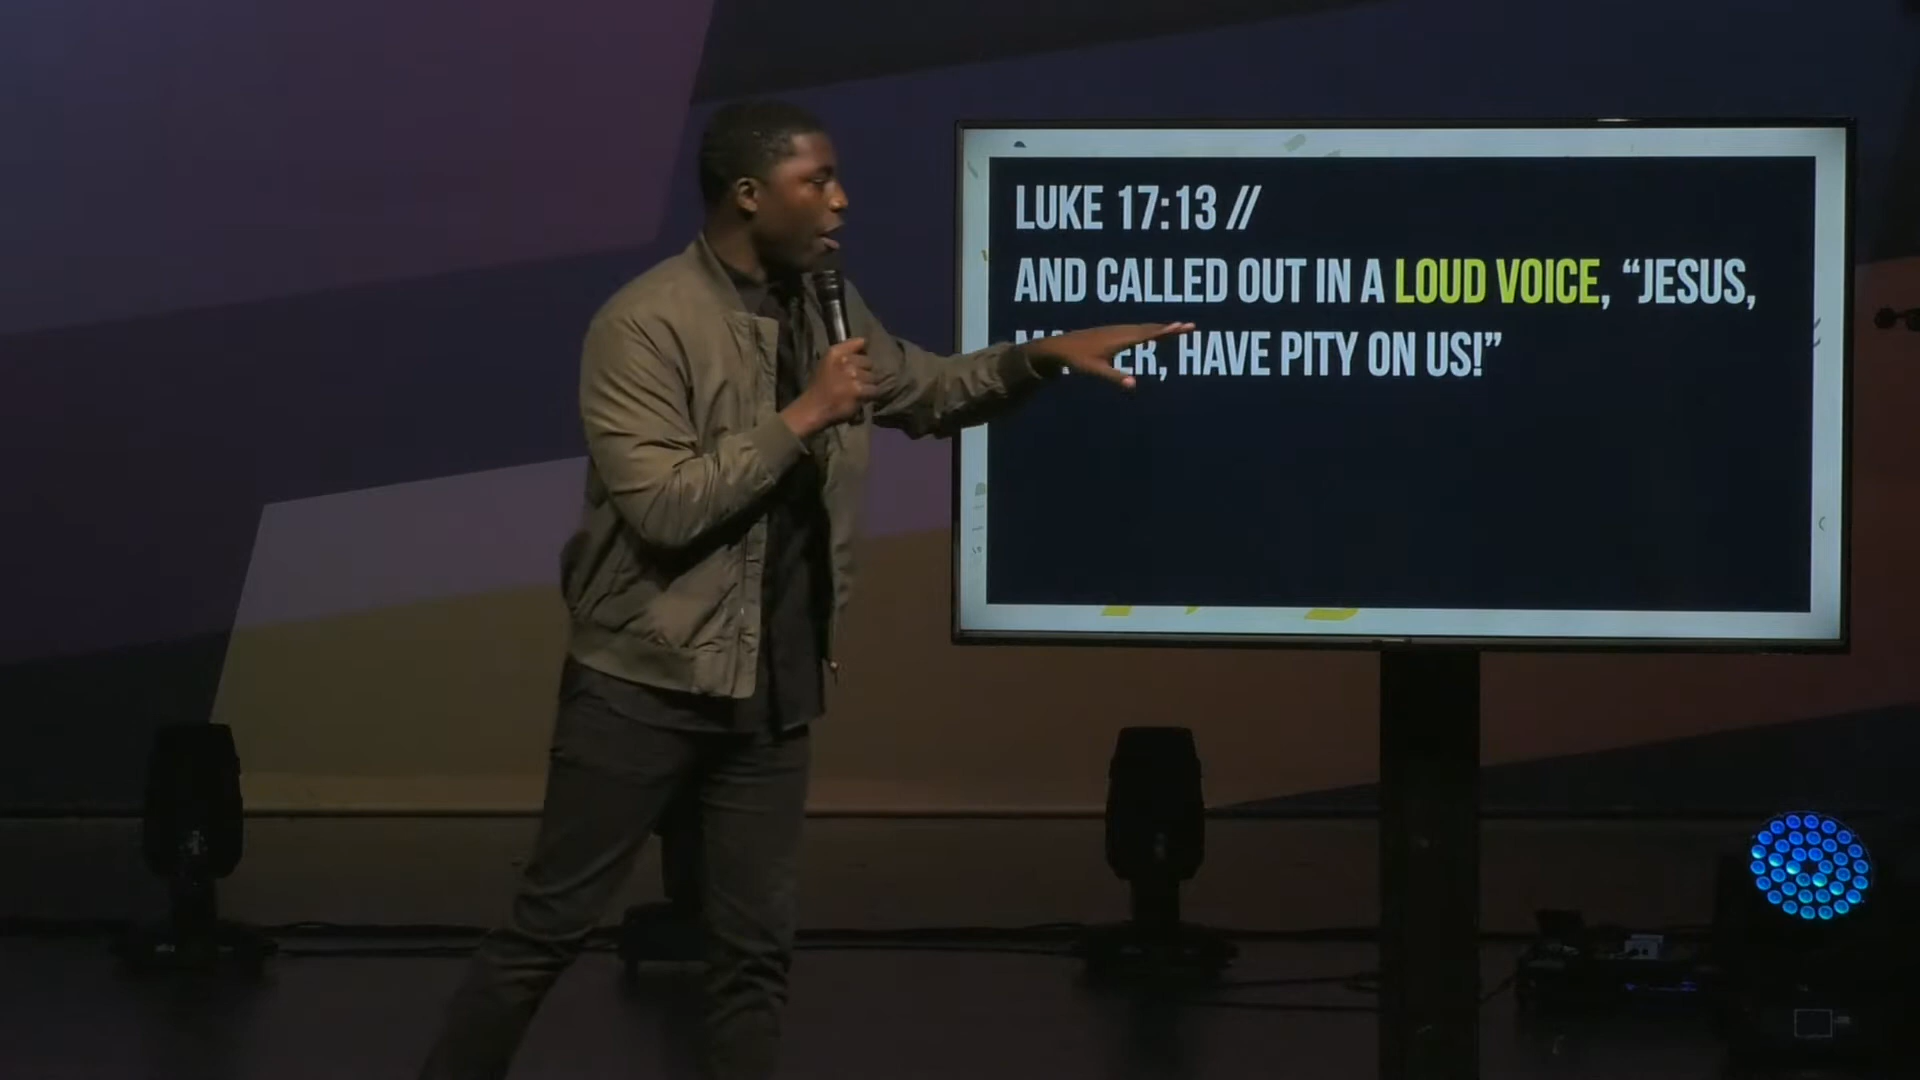 LUKE 17:13 //
AND CALLED OUT IN A LOUD VOICE, “JESUS,
HAVE PITY ON US!”